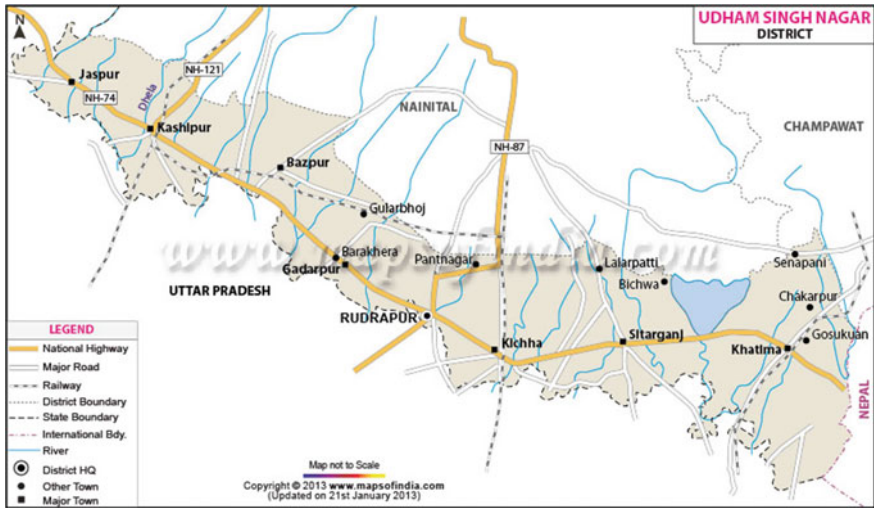 N
UDHAM SINGH NAGAR
DISTRICT
Jaspur
NH-74
Dhela
NH-121
Kashipur
NAINITAL
CHAMPAWAT
NH-87
Bazpur
Gularbhoj
www.mapsofindia.com
Barakhera
Gadarpur
Pantnagar
Lalarpatti
Bichwa
Senapani
Chakarpur
UTTAR PRADESH
RUDRAPUR
Kichha
Sitarganj
Gosukuan
Khatima
NEPAL
LEGEND
National Highway
Major Road
Railway
District Boundary
State Boundary
International Bdy.
River
District HQ
Other Town
Major Town
Map not to Scale
Copyright © 2013 www.mapsofindia.com
(Updated on 21st January 2013)